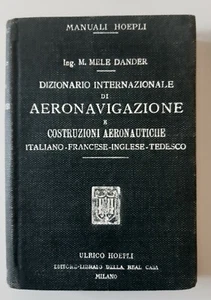 MANUALI HOEPLI
Ing. M. MELE DANDER
DIZIONARIO INTERNAZIONALE
DI
AERONAVIGAZIONE
E
COSTRUZIONI AERONAUTICHE
ITALIANO-FRANCESE-INGLESE-TEDESCO
ULRICO HOEPLI
EDITORE-LIBRAIO DELLA REAL CASA
MILANO